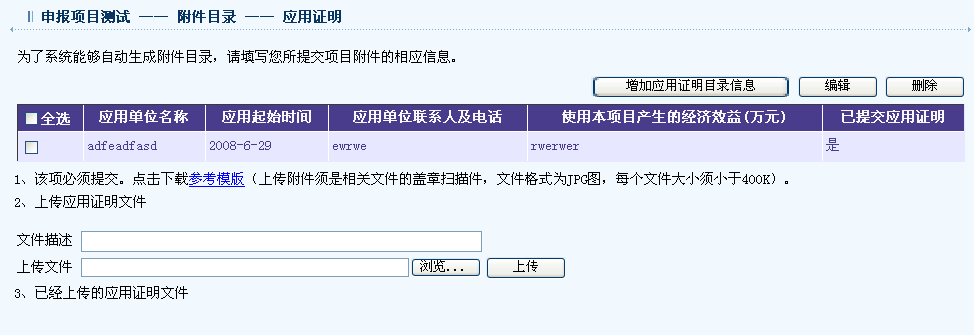 申报项目测试 —— 附件目录 —— 应用证明
为了系统能够自动生成附件目录，请填写您所提交项目附件的相应信息。
增加应用证明目录信息 编辑 删除
全选 应用单位名称 应用起始时间 应用单位联系人及电话 使用本项目产生的经济效益(万元) 已提交应用证明
adfeadfasd 2008-6-29 ewrwe rwerwer 是
1、该项必须提交。点击下载参考模版（上传附件须是相关文件的盖章扫描件，文件格式为JPG图，每个文件大小须小于400K）。
2、上传应用证明文件
文件描述
上传文件 浏览... 上传
3、已经上传的应用证明文件